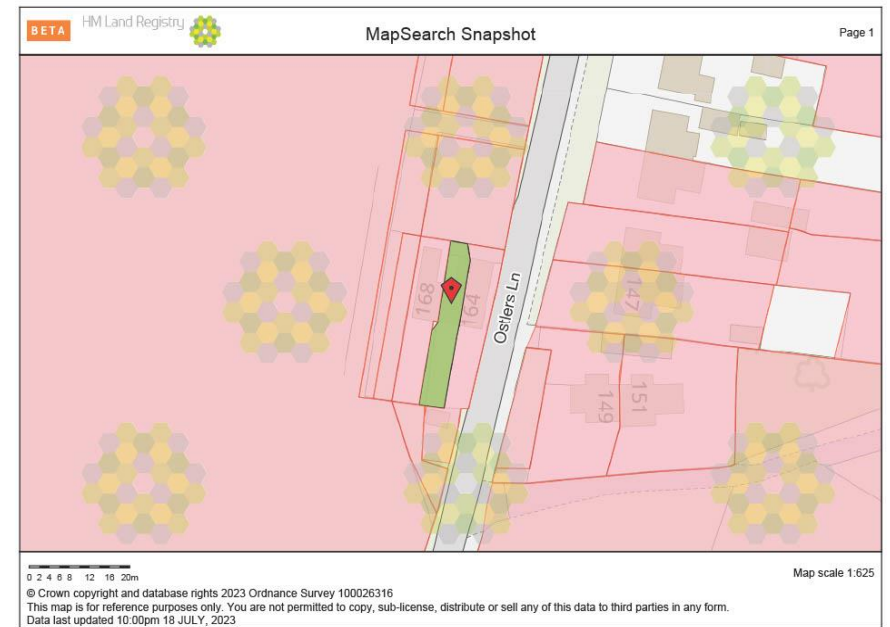 BETA
HM Land Registry
MapSearch Snapshot
Page 1
168
164
Ostlers Ln
147
149
151
0 2 4 6 8 12 16 20m
Map scale 1:625
© Crown copyright and database rights 2023 Ordnance Survey 100026316
This map is for reference purposes only. You are not permitted to copy, sub-license, distribute or sell any of this data to third parties in any form.
Data last updated 10:00pm 18 JULY, 2023